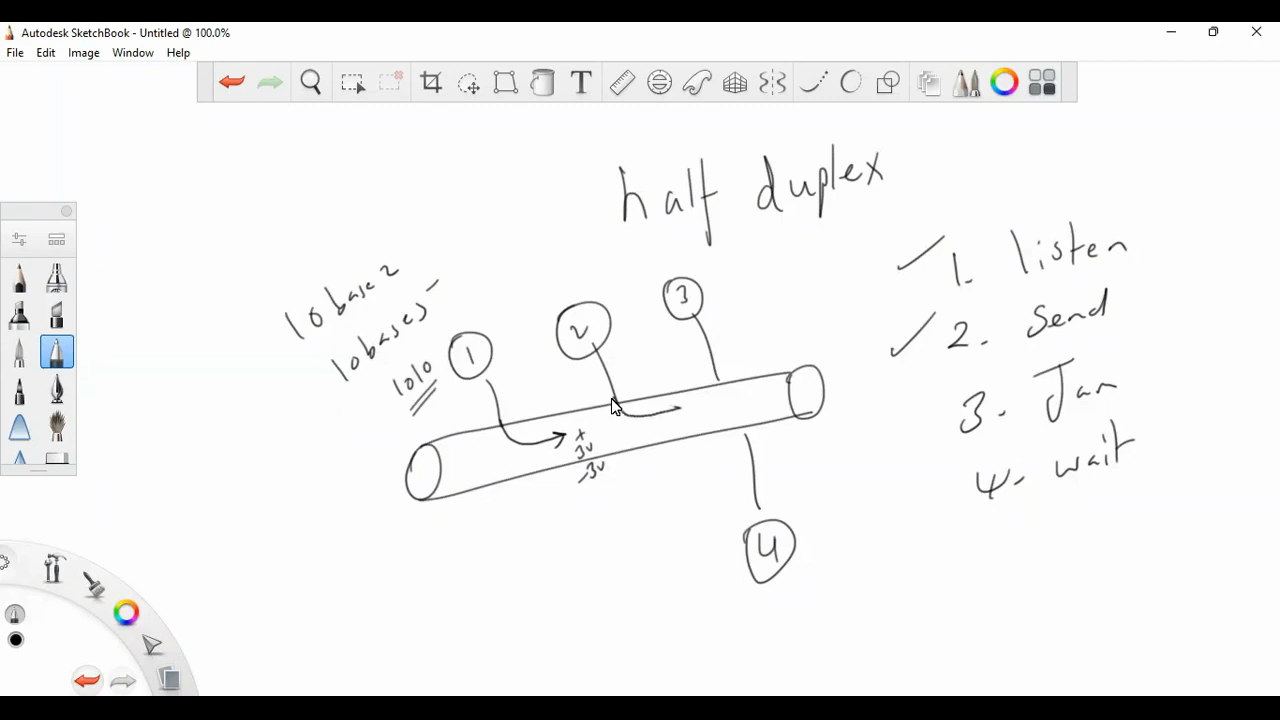 Autodesk SketchBook - Untitled @ 100.0%
File Edit Image Window Help
T
half duplex
1. listen
2. Send
3. Jam
4. wait
10base2
10base5
1010
1
2
3
+
3v
-3v
4